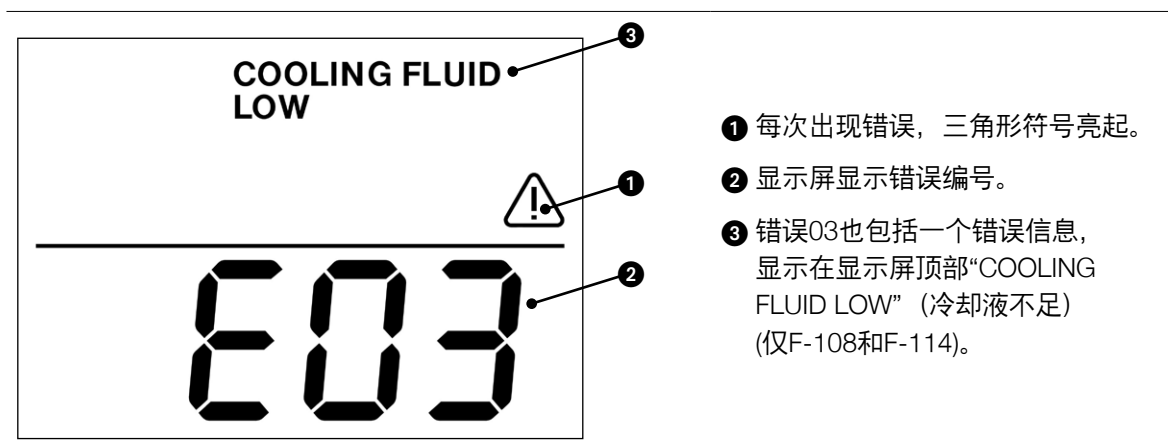 ❸
COOLING FLUID
LOW
❶
❷
E03
❶ 每次出现错误，三角形符号亮起。
❷ 显示屏显示错误编号。
❸ 错误03也包括一个错误信息，
显示在显示屏顶部“COOLING
FLUID LOW”（冷却液不足）
(仅F-108和F-114)。